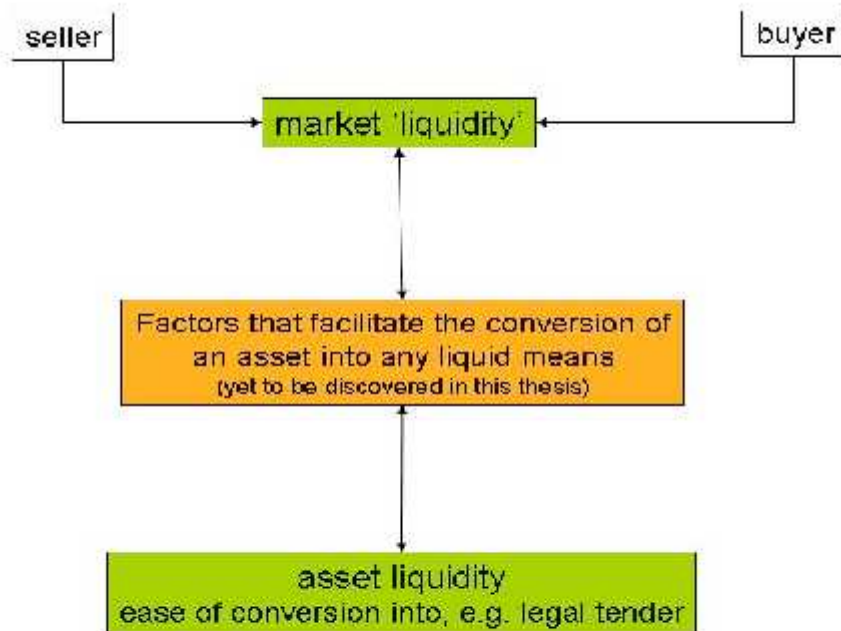 seller
buyer
market 'liquidity'
Factors that facilitate the conversion of
an asset into any liquid means
(yet to be discovered in this thesis)
asset liquidity
ease of conversion into, e.g. legal tender